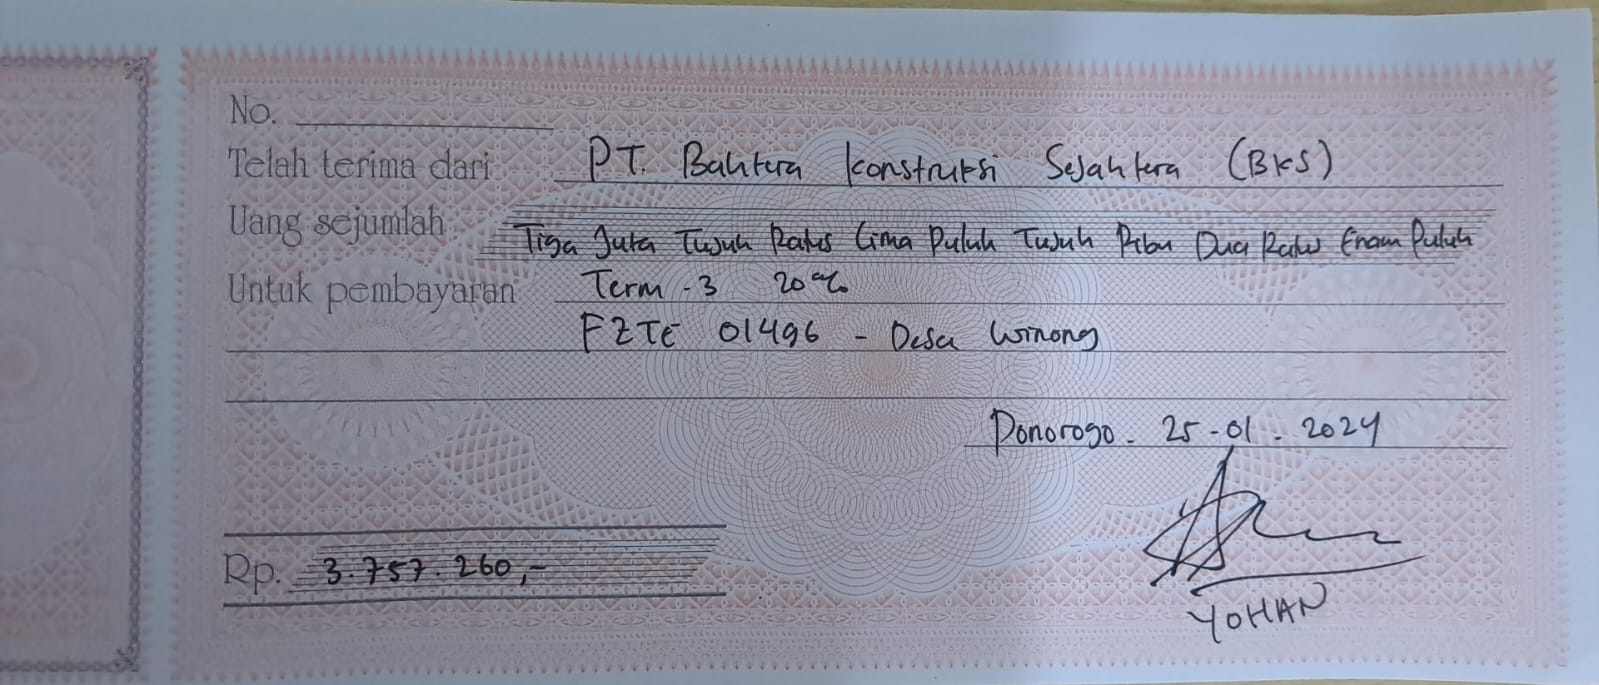 No.
Telah terima dari PT. Bahtera Konstruksi Sejahtera (BKS)
Uang sejumlah Tiga Juta Tujuh Ratus Lima Puluh Tujuh Ribu Dua Ratus Enam Puluh
Untuk pembayaran Term - 3 20%
FZTE 01496 - Desa Winong
Ponorogo - 25 - 01 - 2024
Rp. 3.757.260,-
YOHAN